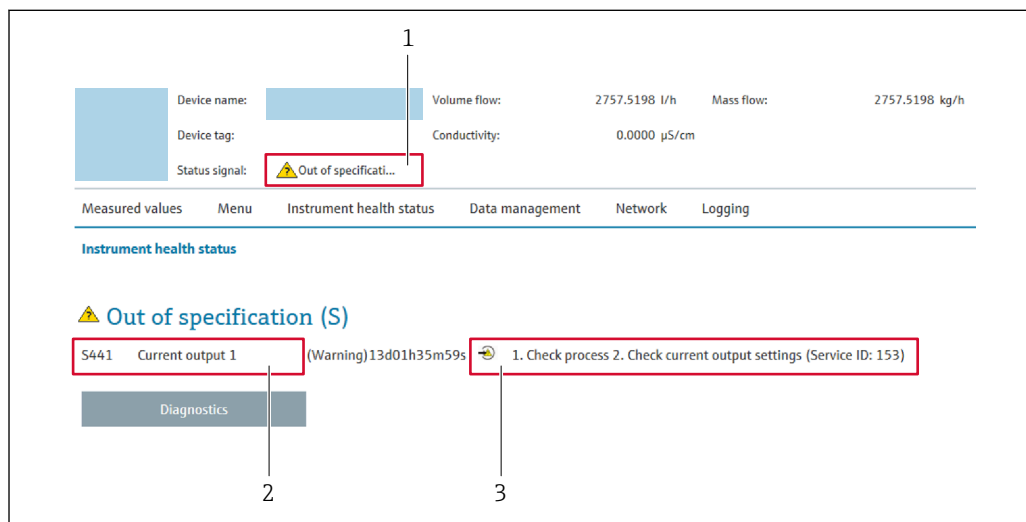 1
Device name: Volume flow: 2757.5198 l/h Mass flow: 2757.5198 kg/h
Device tag: Conductivity: 0.0000 µS/cm
Status signal: Out of specificati...
Measured values Menu Instrument health status Data management Network Logging
Instrument health status
Out of specification (S)
S441 Current output 1 (Warning)13d01h35m59s 1. Check process 2. Check current output settings (Service ID: 153)
Diagnostics
2 3